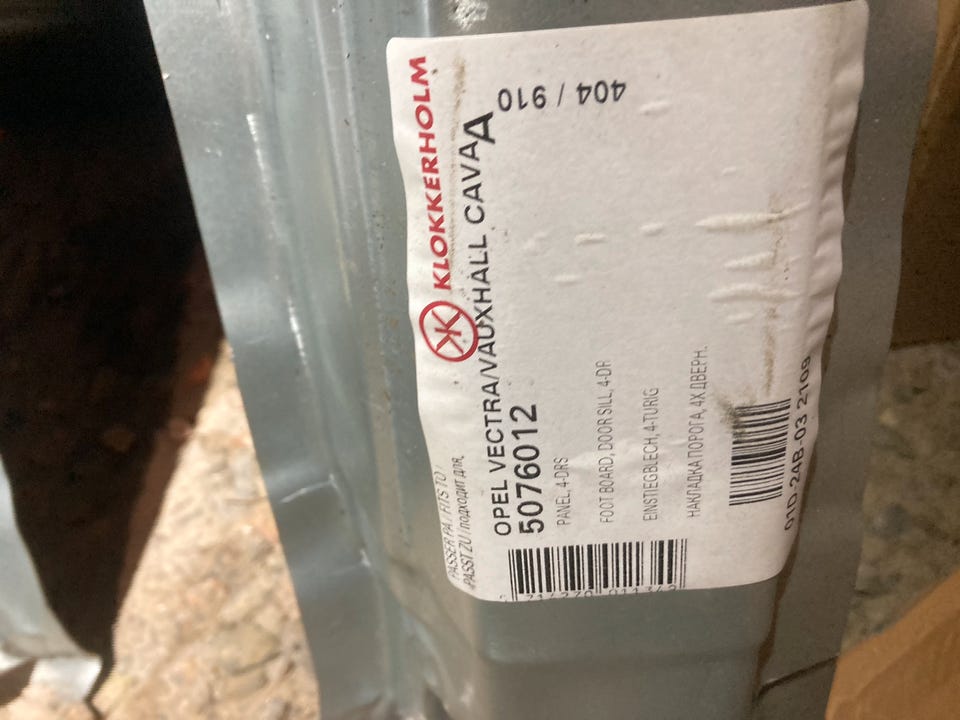 KLOKKERHOLM
PASSER PÅ / FITS TO /
PASST ZU / подходит для,
OPEL VECTRA/VAUXHALL CAVA
A
5076012
404 / 910
PANEL, 4-DRS
FOOT BOARD, DOOR SILL, 4-DR
EINSTIEGBLECH, 4-TURIG
НАКЛАДКА ПОРОГА, 4Х ДВЕРН.
01D-24B-03 2109